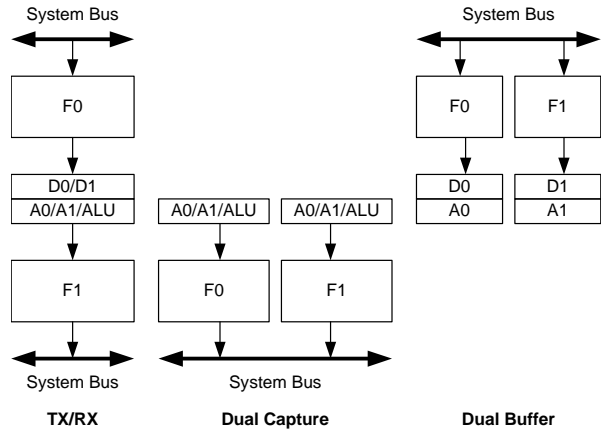 System Bus
F0
D0/D1
A0/A1/ALU
F1
System Bus
TX/RX
A0/A1/ALU
A0/A1/ALU
F0
F1
System Bus
Dual Capture
System Bus
F0
F1
D0
D1
A0
A1
Dual Buffer